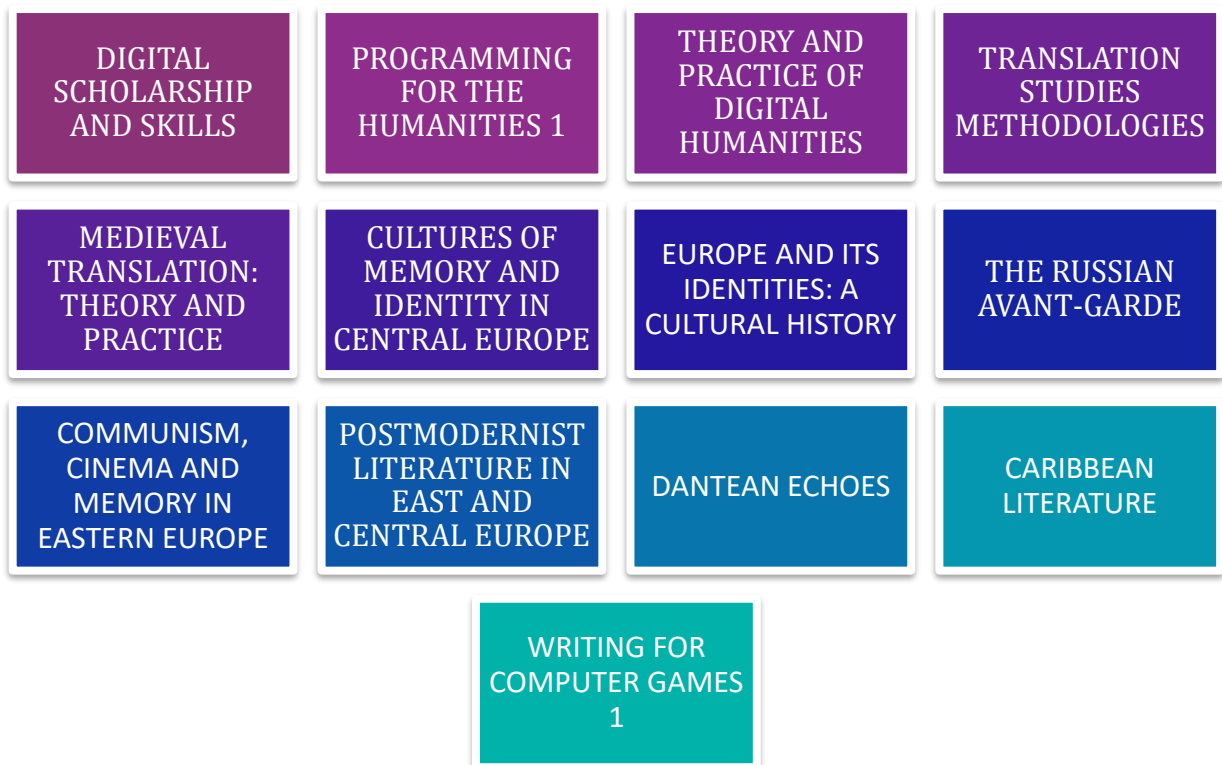 DIGITAL
SCHOLARSHIP
AND SKILLS
PROGRAMMING
FOR THE
HUMANITIES 1
THEORY AND
PRACTICE OF
DIGITAL
HUMANITIES
TRANSLATION
STUDIES
METHODOLOGIES
MEDIEVAL
TRANSLATION:
THEORY AND
PRACTICE
CULTURES OF
MEMORY AND
IDENTITY IN
CENTRAL EUROPE
EUROPE AND ITS
IDENTITIES: A
CULTURAL HISTORY
THE RUSSIAN
AVANT-GARDE
COMMUNISM,
CINEMA AND
MEMORY IN
EASTERN EUROPE
POSTMODERNIST
LITERATURE IN
EAST AND
CENTRAL EUROPE
DANTEAN ECHOES
CARIBBEAN
LITERATURE
WRITING FOR
COMPUTER GAMES
1